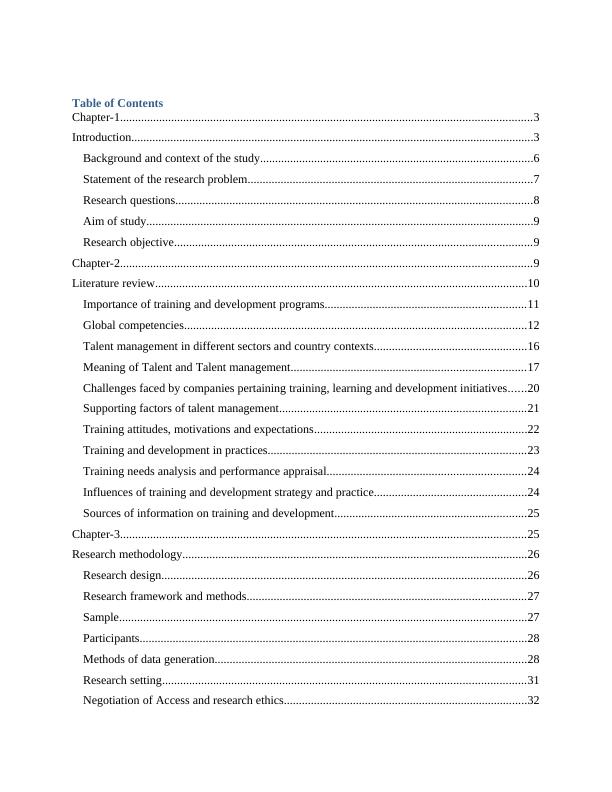 Table of Contents
Chapter-1.......................................................................................................................................3
Introduction...................................................................................................................................3
Background and context of the study.........................................................................................6
Statement of the research problem.............................................................................................7
Research questions.....................................................................................................................8
Aim of study...............................................................................................................................9
Research objective......................................................................................................................9
Chapter-2.......................................................................................................................................9
Literature review..........................................................................................................................10
Importance of training and development programs..................................................................11
Global competencies.................................................................................................................12
Talent management in different sectors and country contexts..................................................16
Meaning of Talent and Talent management..............................................................................17
Challenges faced by companies pertaining training, learning and development initiatives......20
Supporting factors of talent management..................................................................................21
Training attitudes, motivations and expectations......................................................................22
Training and development in practices.....................................................................................23
Training needs analysis and performance appraisal..................................................................24
Influences of training and development strategy and practice..................................................24
Sources of information on training and development...............................................................25
Chapter-3.....................................................................................................................................25
Research methodology.................................................................................................................26
Research design........................................................................................................................26
Research framework and methods............................................................................................27
Sample......................................................................................................................................27
Participants...............................................................................................................................28
Methods of data generation......................................................................................................28
Research setting........................................................................................................................31
Negotiation of Access and research ethics................................................................................32